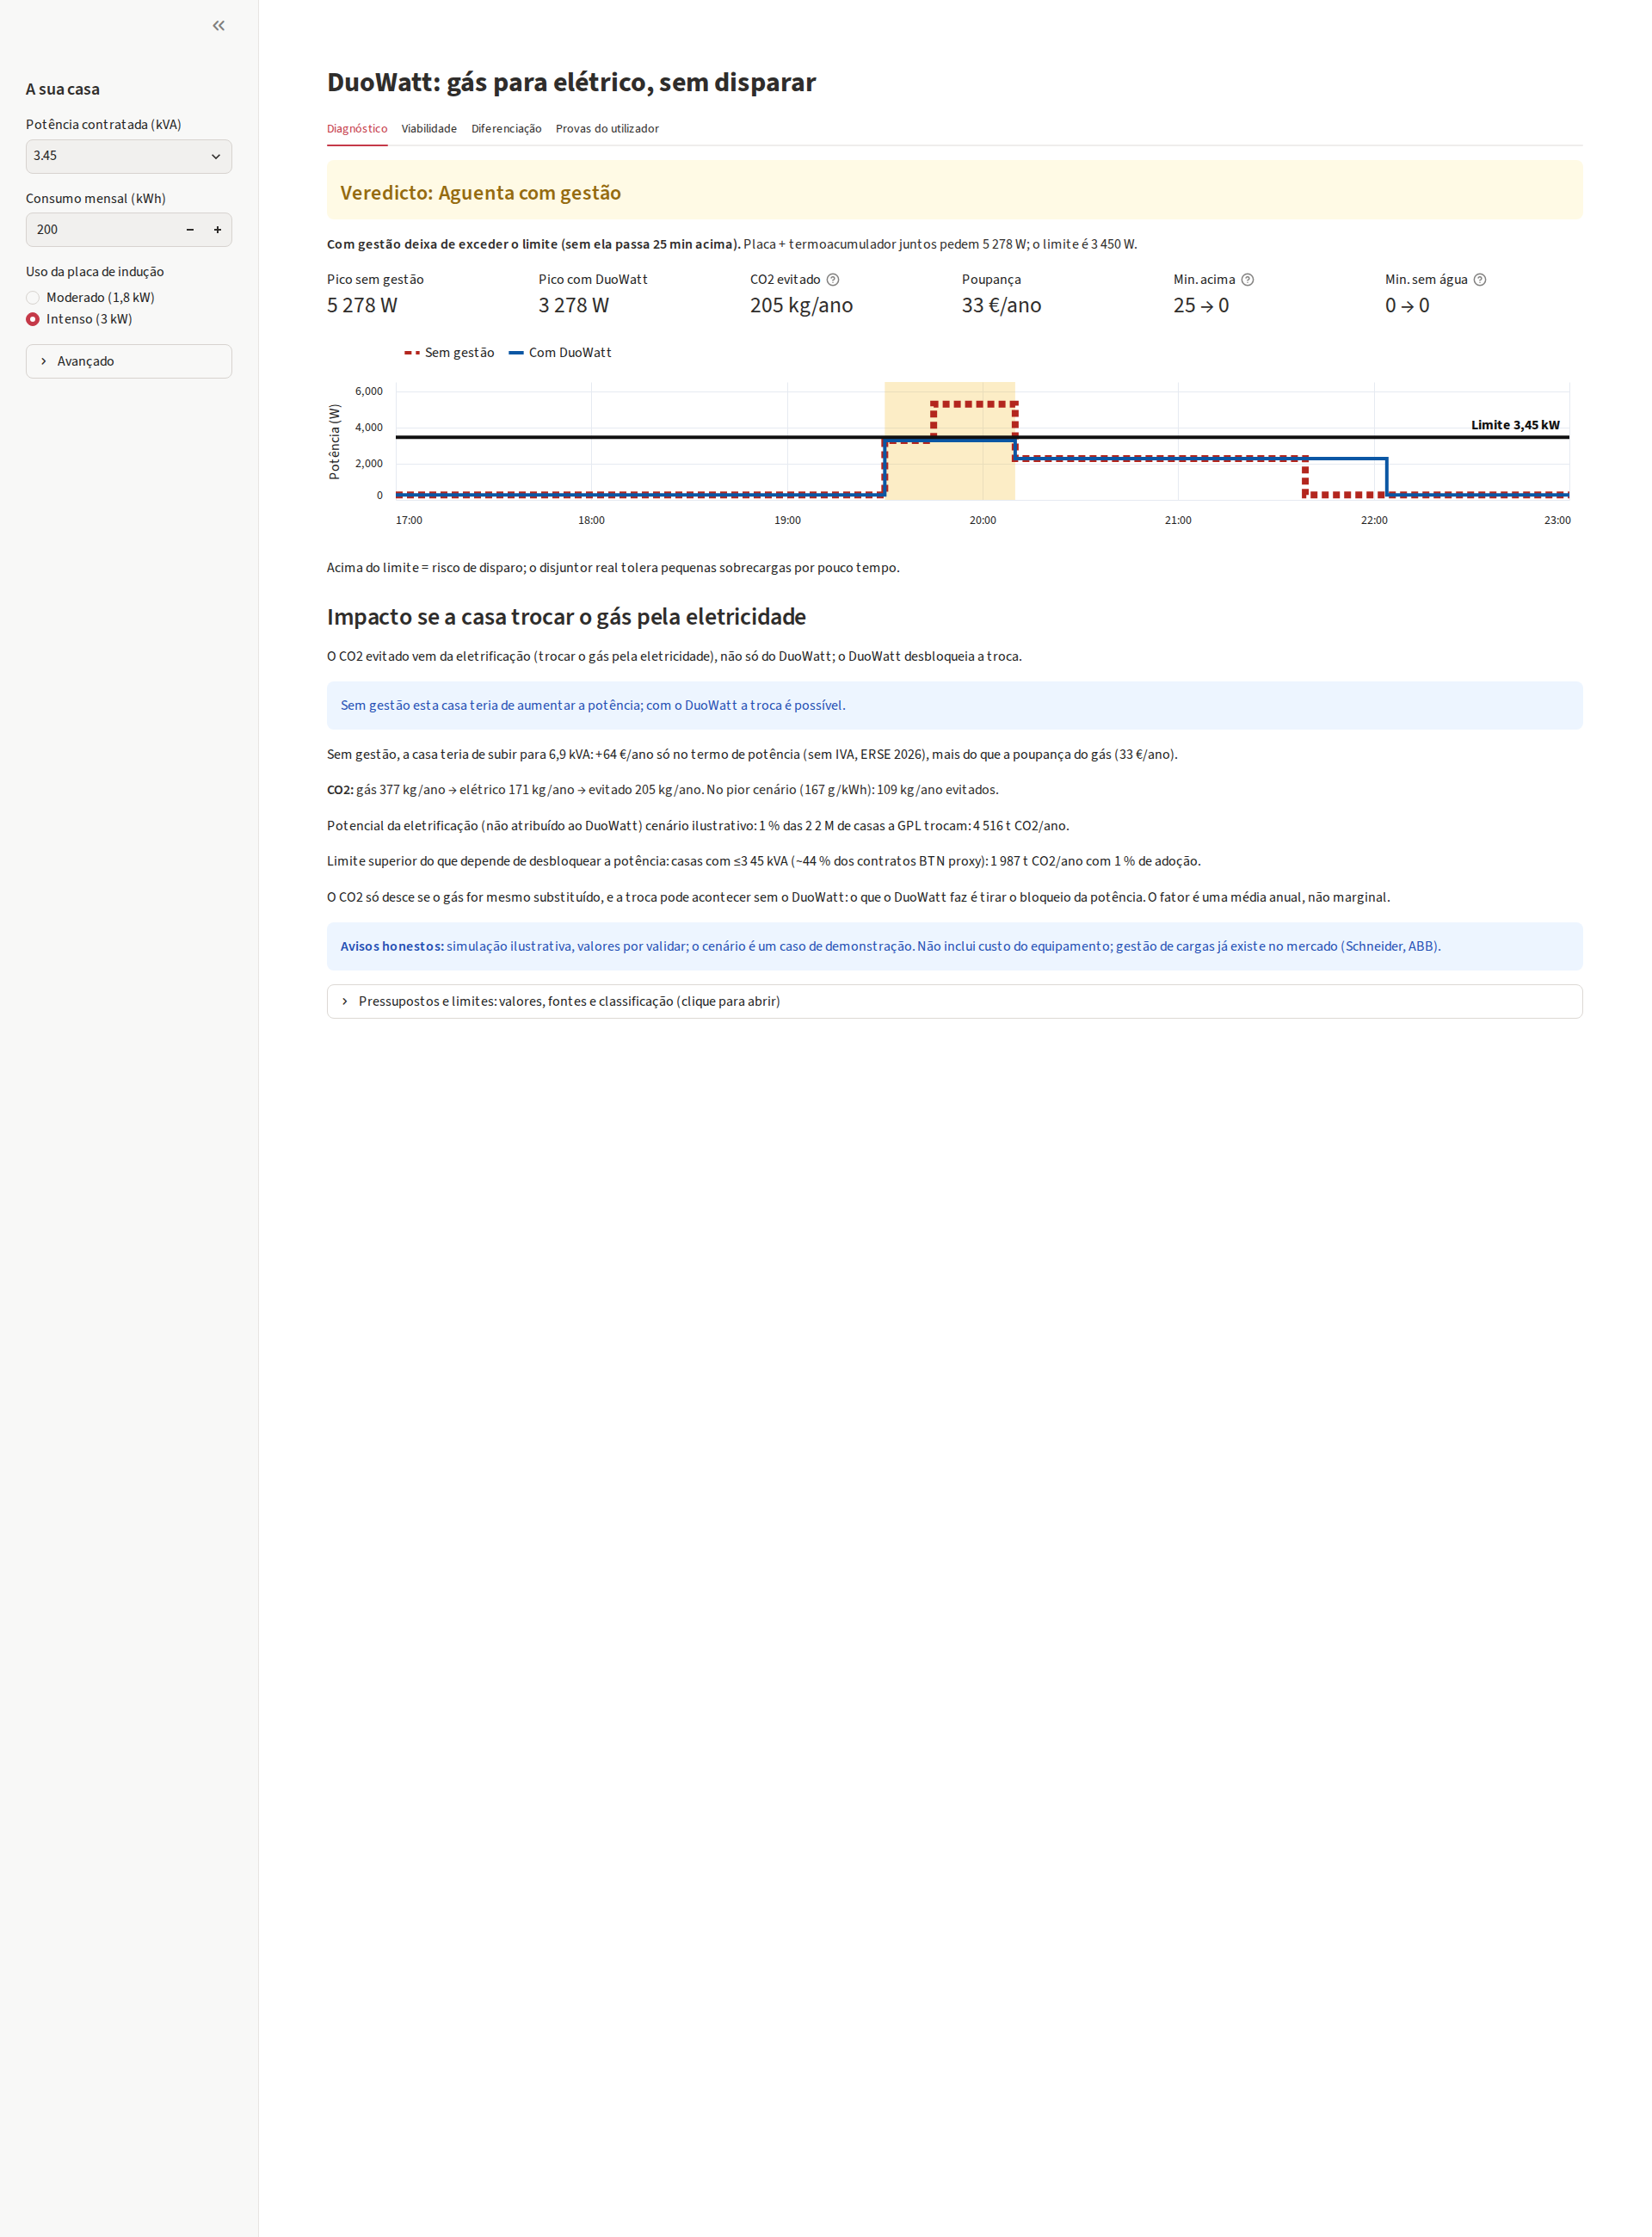 A sua casa
Potência contratada (kVA)
3.45
Consumo mensal (kWh)
200
Uso da placa de indução
Moderado (1,8 kW)
Intenso (3 kW)
Avançado
DuoWatt: gás para elétrico, sem disparar
Diagnóstico Viabilidade Diferenciação Provas do utilizador
Veredicto: Aguenta com gestão
Com gestão deixa de exceder o limite (sem ela passa 25 min acima). Placa + termoacumulador juntos pedem 5 278 W; o limite é 3 450 W.
Pico sem gestão Pico com DuoWatt CO2 evitado Poupança Min. acima Min. sem água
5 278 W 3 278 W 205 kg/ano 33 €/ano 25 → 0 0 → 0
Sem gestão Com DuoWatt
Potência (W)
6,000
4,000
2,000
0
Limite 3,45 kW
17:00 18:00 19:00 20:00 21:00 22:00 23:00
Acima do limite = risco de disparo; o disjuntor real tolera pequenas sobrecargas por pouco tempo.
Impacto se a casa trocar o gás pela eletricidade
O CO2 evitado vem da eletrificação (trocar o gás pela eletricidade), não só do DuoWatt; o DuoWatt desbloqueia a troca.
Sem gestão esta casa teria de aumentar a potência; com o DuoWatt a troca é possível.
Sem gestão, a casa teria de subir para 6,9 kVA: +64 €/ano só no termo de potência (sem IVA, ERSE 2026), mais do que a poupança do gás (33 €/ano).
CO2: gás 377 kg/ano → elétrico 171 kg/ano → evitado 205 kg/ano. No pior cenário (167 g/kWh): 109 kg/ano evitados.
Potencial da eletrificação (não atribuído ao DuoWatt) cenário ilustrativo: 1 % das 2 2 M de casas a GPL trocam: 4 516 t CO2/ano.
Limite superior do que depende de desbloquear a potência: casas com ≤3 45 kVA (~44 % dos contratos BTN proxy): 1 987 t CO2/ano com 1 % de adoção.
O CO2 só desce se o gás for mesmo substituído, e a troca pode acontecer sem o DuoWatt: o que o DuoWatt faz é tirar o bloqueio da potência. O fator é uma média anual, não marginal.
Avisos honestos: simulação ilustrativa, valores por validar; o cenário é um caso de demonstração. Não inclui custo do equipamento; gestão de cargas já existe no mercado (Schneider, ABB).
Pressupostos e limites: valores, fontes e classificação (clique para abrir)